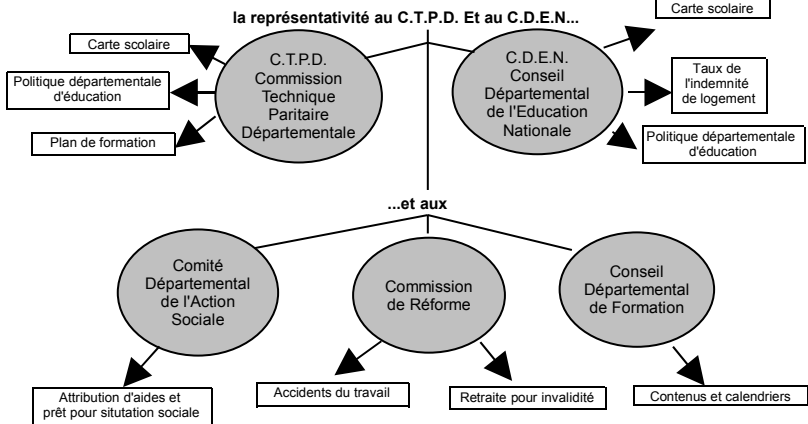 la représentativité au C.T.P.D. Et au C.D.E.N...
Carte scolaire
Politique départementale
d'éducation
Plan de formation
C.T.P.D.
Commission
Technique
Paritaire
Départementale
C.D.E.N.
Conseil
Départemental
de l'Education
Nationale
Carte scolaire
Taux de
l'indemnité
de logement
Politique départementale
d'éducation
...et aux
Comité
Départemental
de l'Action
Sociale
Commission
de Réforme
Conseil
Départemental
de Formation
Attribution d'aides et
prêt pour situtation sociale
Accidents du travail
Retraite pour invalidité
Contenus et calendriers